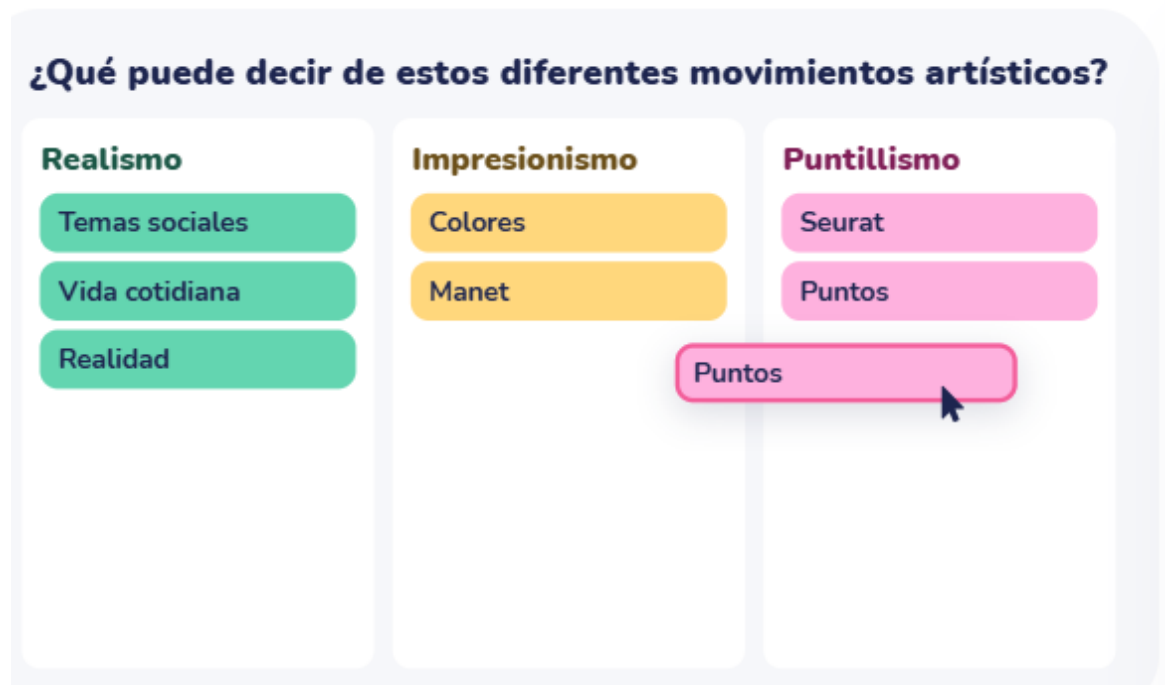 ¿Qué puede decir de estos diferentes movimientos artísticos?
Realismo
Temas sociales
Vida cotidiana
Realidad
Impresionismo
Colores
Manet
Puntillismo
Seurat
Puntos
Puntos